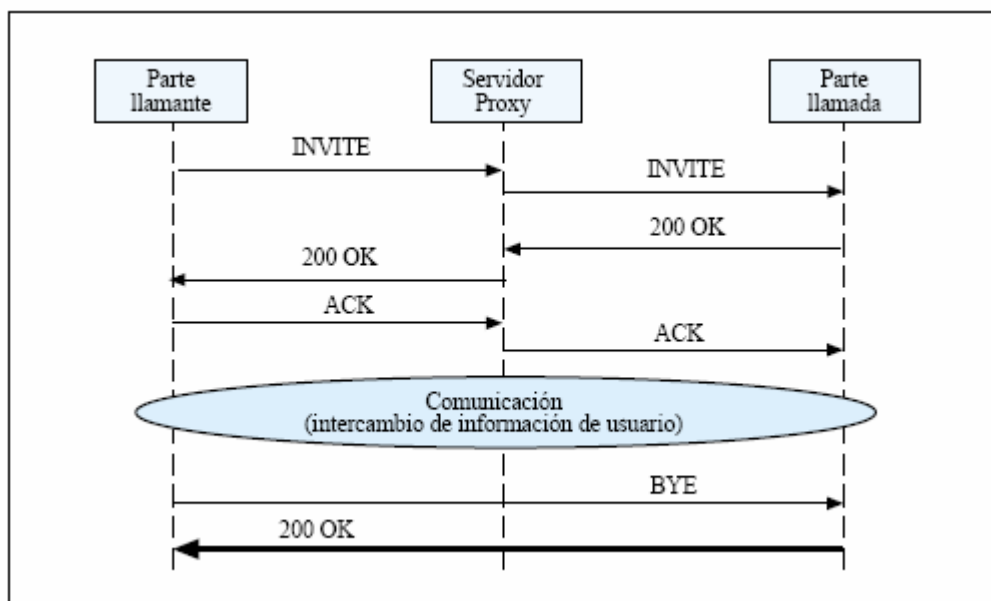 Parte
llamante
Servidor
Proxy
Parte
llamada
INVITE
INVITE
200 OK
200 OK
ACK
ACK
Comunicación
(intercambio de información de usuario)
BYE
200 OK